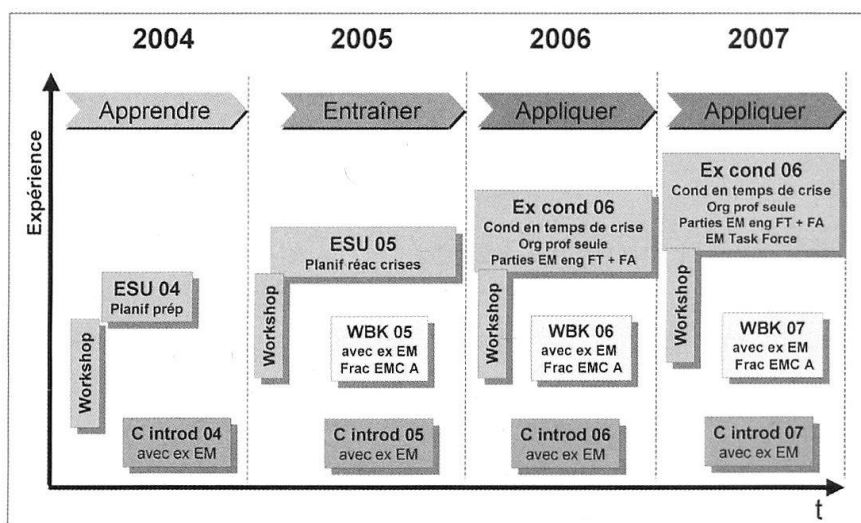 2004
2005
2006
2007
Apprendre
Entraîner
Appliquer
Appliquer
Expérience
Workshop
ESU 04
Planif prép
C introd 04
avec ex EM
Workshop
ESU 05
Planif réac crises
WBK 05
avec ex EM
Frac EMC A
C introd 05
avec ex EM
Workshop
Ex cond 06
Cond en temps de crise
Org prof seule
Parties EM eng FT + FA
WBK 06
avec ex EM
Frac EMC A
C introd 06
avec ex EM
Workshop
Ex cond 06
Cond en temps de crise
Org prof seule
Parties EM eng FT + FA
EM Task Force
WBK 07
avec ex EM
Frac EMC A
C introd 07
avec ex EM
t